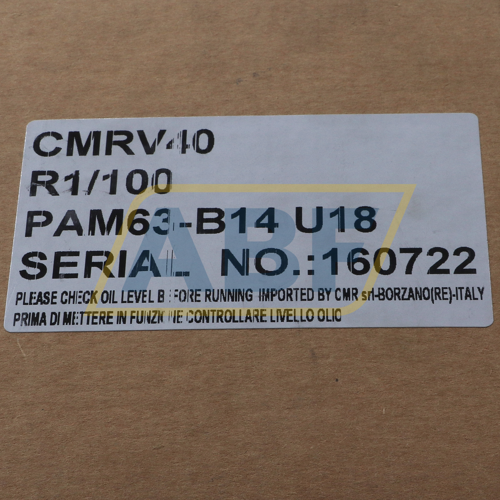 CMRV40
R1/100
PAM63-B14 U18
SERIAL NO.:160722
PLEASE CHECK OIL LEVEL BEFORE RUNNING IMPORTED BY CMR srl-BORZANO(RE)-ITALY
PRIMA DI METTERE IN FUNZIONE CONTROLLARE LIVELLO OLIO
ABF